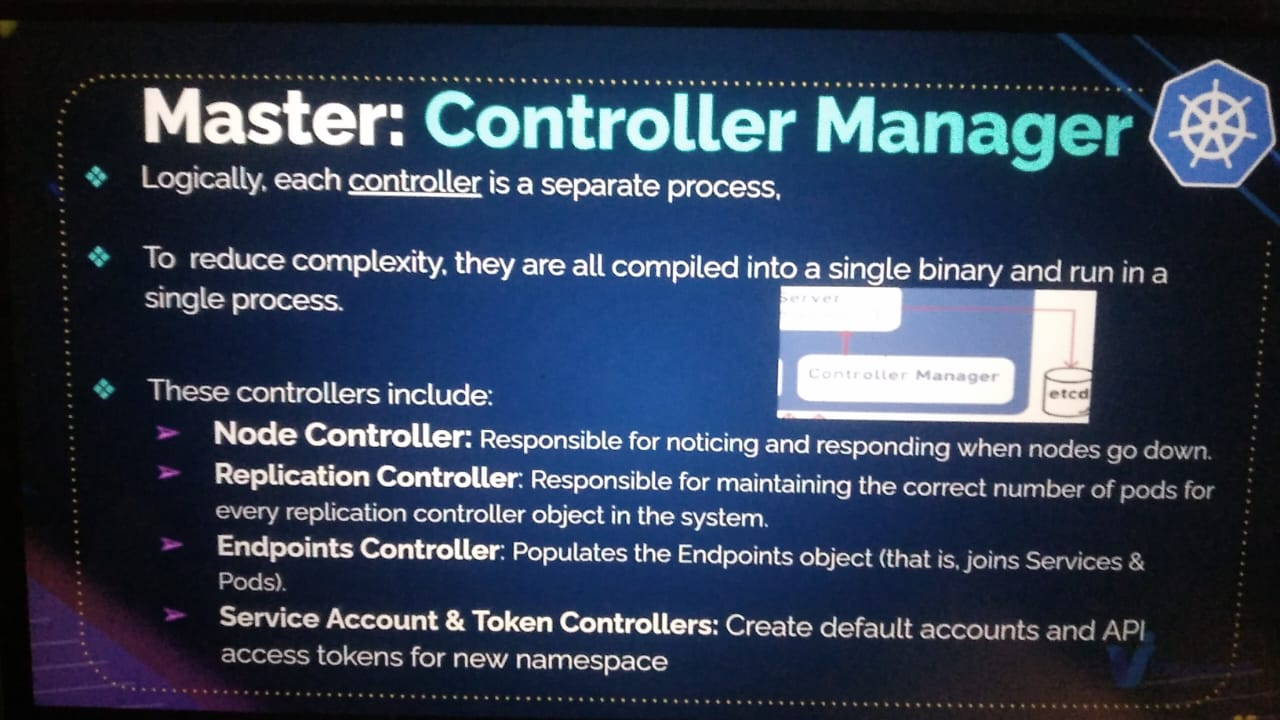 Master: Controller Manager
❖ Logically, each controller is a separate process,
❖ To reduce complexity, they are all compiled into a single binary and run in a
single process.
Server
Controller Manager
etcd
❖ These controllers include:
➢ Node Controller: Responsible for noticing and responding when nodes go down.
➢ Replication Controller: Responsible for maintaining the correct number of pods for
every replication controller object in the system.
➢ Endpoints Controller: Populates the Endpoints object (that is, joins Services &
Pods).
➢ Service Account & Token Controllers: Create default accounts and API
access tokens for new namespace